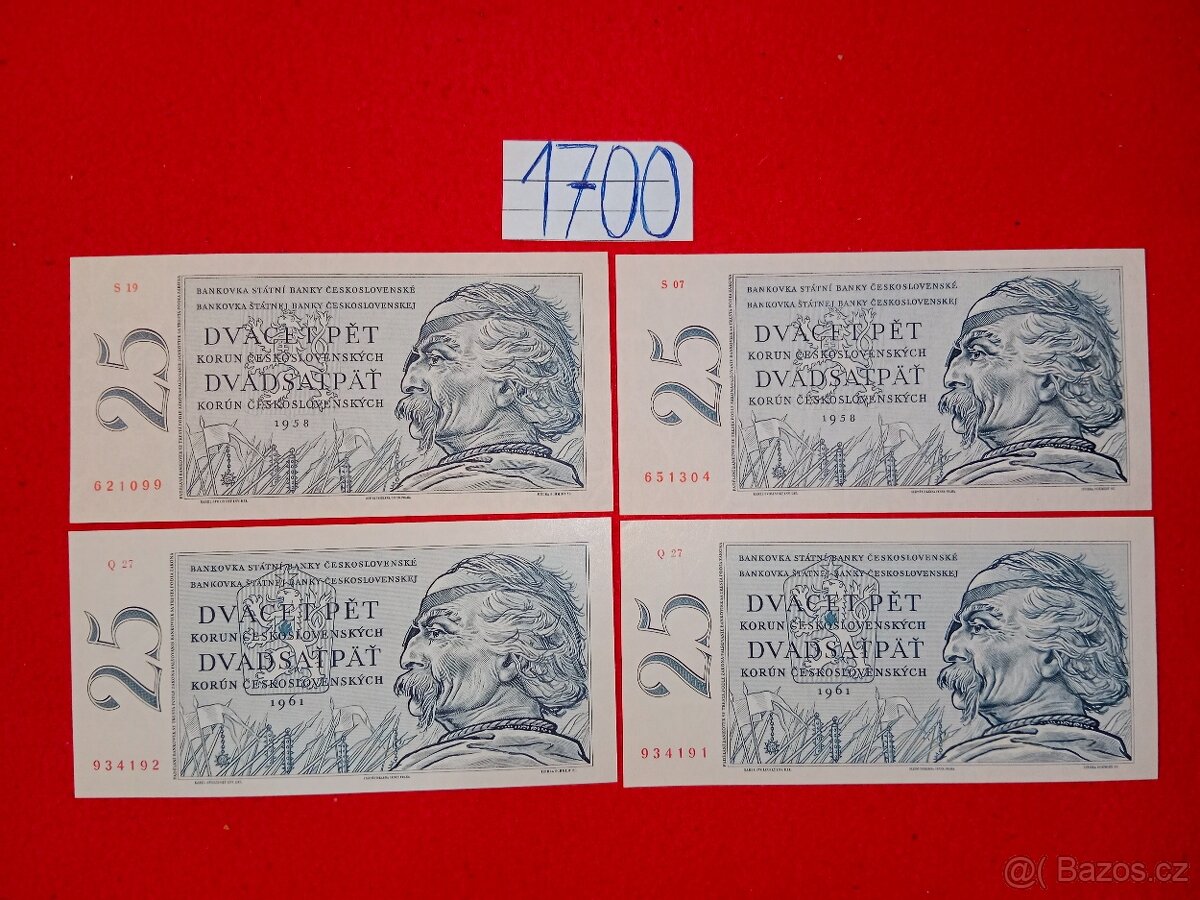 1700
S 19
BANKOVKA STÁTNÍ BANKY ČESKOSLOVENSKÉ
BANKOVKA ŠTÁTNEJ BANKY ČESKOSLOVENSKEJ
DVACET PĚT
KORUN ČESKOSLOVENSKÝCH
DVADSAŤPÄŤ
KORÚN ČESKOSLOVENSKÝCH
1958
25
621099
S 07
BANKOVKA STÁTNÍ BANKY ČESKOSLOVENSKÉ
BANKOVKA ŠTÁTNEJ BANKY ČESKOSLOVENSKEJ
DVACET PĚT
KORUN ČESKOSLOVENSKÝCH
DVADSAŤPÄŤ
KORÚN ČESKOSLOVENSKÝCH
1958
25
651304
Q 27
BANKOVKA STÁTNÍ BANKY ČESKOSLOVENSKÉ
BANKOVKA ŠTÁTNEJ BANKY ČESKOSLOVENSKEJ
DVACET PĚT
KORUN ČESKOSLOVENSKÝCH
DVADSAŤPÄŤ
KORÚN ČESKOSLOVENSKÝCH
1961
25
934192
Q 27
BANKOVKA STÁTNÍ BANKY ČESKOSLOVENSKÉ
BANKOVKA ŠTÁTNEJ BANKY ČESKOSLOVENSKEJ
DVACET PĚT
KORUN ČESKOSLOVENSKÝCH
DVADSAŤPÄŤ
KORÚN ČESKOSLOVENSKÝCH
1961
25
934191
@( Bazos.cz